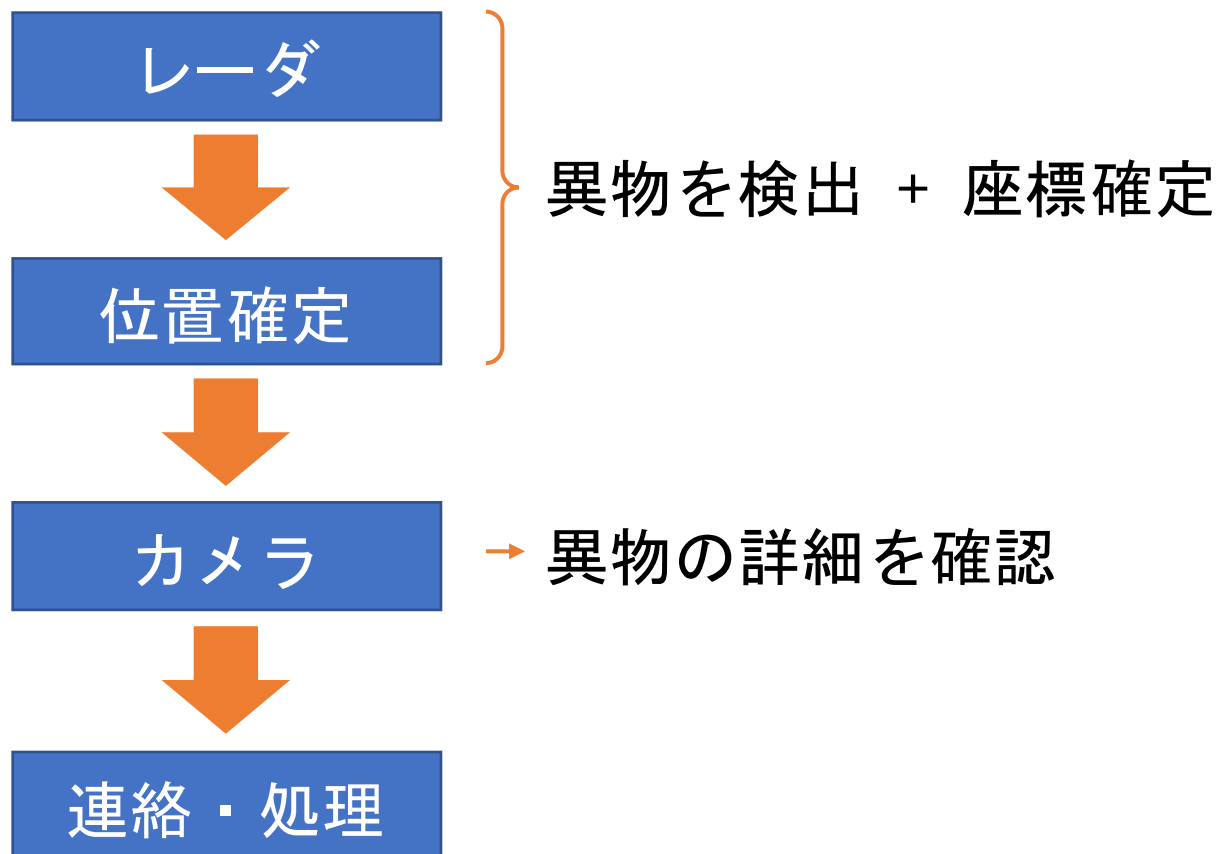 レーダ
異物を検出 + 座標確定
位置確定
カメラ
異物の詳細を確認
連絡・処理